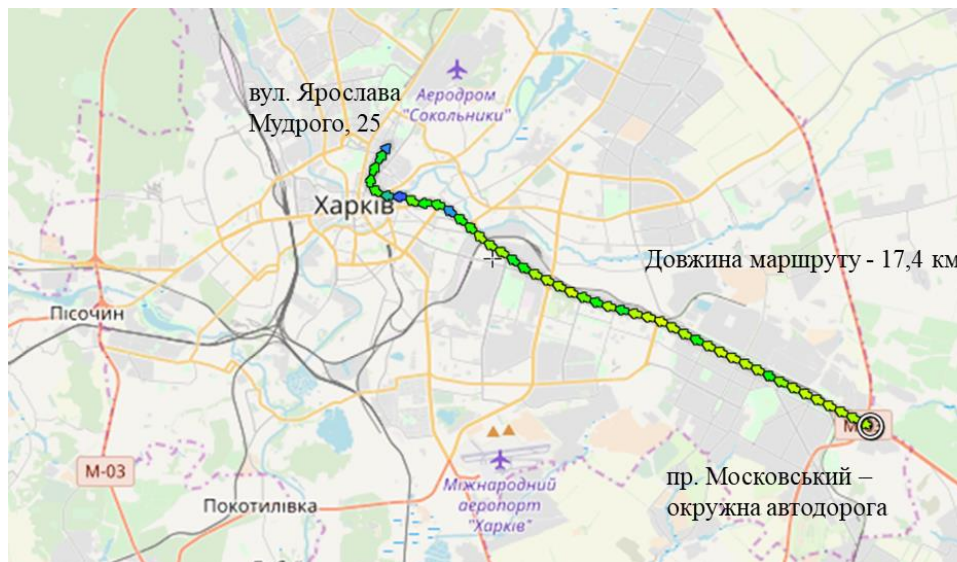 вул. Ярослава
Мудрого, 25
Аеродром
"Сокольники"
Харків
Довжина маршруту - 17,4 км
Пісочин
М-03
М-03
пр. Московський –
окружна автодорога
Міжнародний
аеропорт
"Харків"
Покотилівка